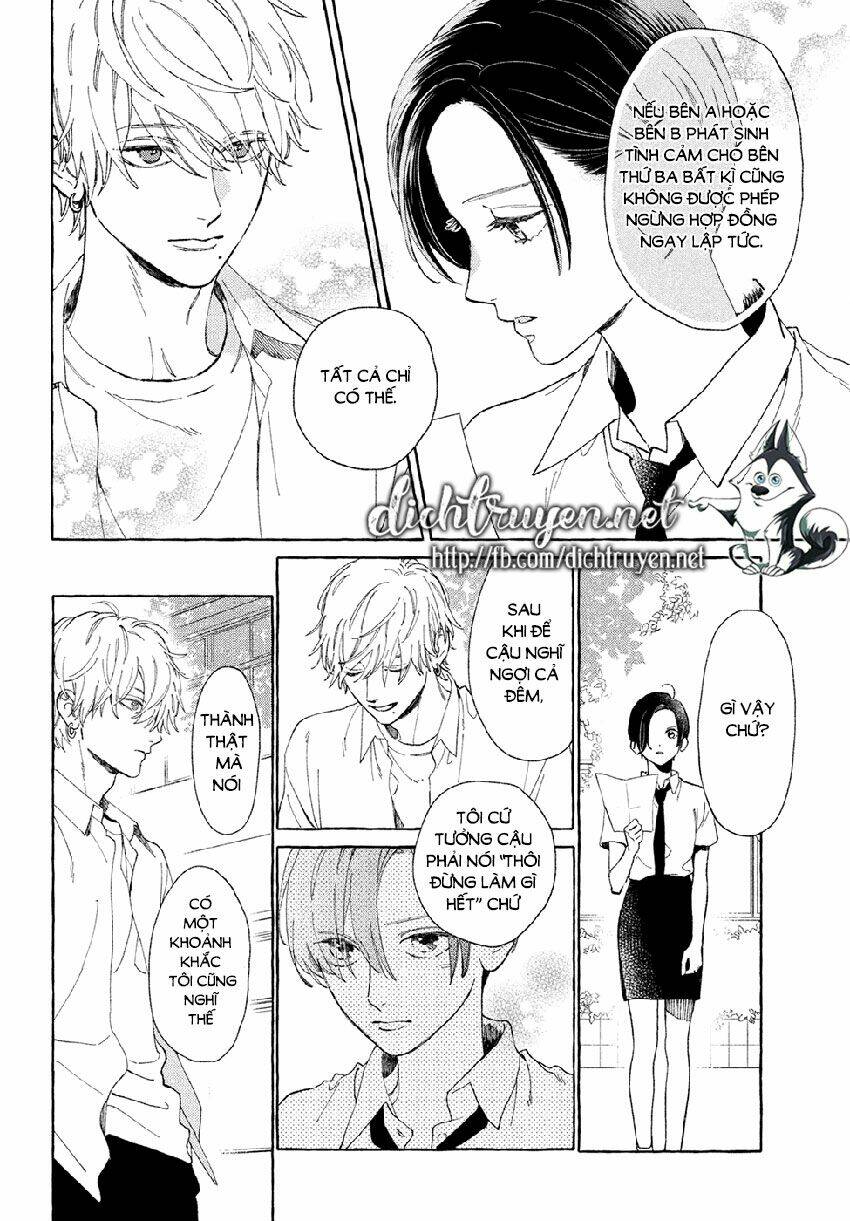 NẾU BÊN A HOẶC
BÊN B PHÁT SINH
TÌNH CẢM CHO BÊN
THỨ BA BẤT KÌ CŨNG
KHÔNG ĐƯỢC PHÉP
NGỪNG HỢP ĐỒNG
NGAY LẬP TỨC.
TẤT CẢ CHỈ
CÓ THẾ.
dichtruyen.net
http://fb.com/dichtruyen.net
GÌ VẬY
CHỨ?
SAU
KHI ĐỂ
CẬU NGHĨ
NGỢI CẢ
ĐÊM,
TÔI CỨ
TƯỞNG CẬU
PHẢI NÓI "THÔI
ĐỪNG LÀM GÌ
HẾT" CHỨ
THÀNH
THẬT
MÀ
NÓI
CÓ
MỘT
KHOẢNH
KHẮC
TÔI CŨNG
NGHĨ
THẾ